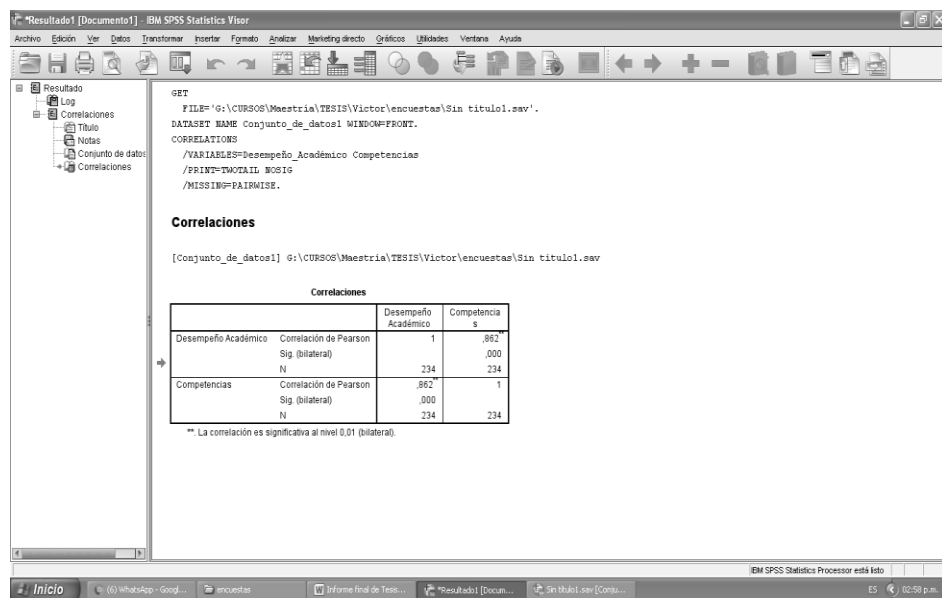 *Resultado1 [Documento1] - IBM SPSS Statistics Visor
Archivo Edición Ver Datos Transformar Insertar Formato Analizar Marketing directo Gráficos Utilidades Ventana Ayuda
Resultado
Log
Correlaciones
Título
Notas
Conjunto de datos
Correlaciones
GET
FILE='G:\CURSOS\Maestria\TESIS\Victor\encuestas\Sin titulo1.sav'.
DATASET NAME Conjunto_de_datos1 WINDOW=FRONT.
CORRELATIONS
/VARIABLES=Desempeño_Académico Competencias
/PRINT=TWOTAIL NOSIG
/MISSING=PAIRWISE.
Correlaciones
[Conjunto_de_datos1] G:\CURSOS\Maestria\TESIS\Victor\encuestas\Sin titulo1.sav
Correlaciones
Desempeño Académico Competencias
Desempeño Académico Correlación de Pearson 1 ,862**
Sig. (bilateral) ,000
N 234 234
Competencias Correlación de Pearson ,862** 1
Sig. (bilateral) ,000
N 234 234
**. La correlación es significativa al nivel 0,01 (bilateral).
IBM SPSS Statistics Processor está listo
Inicio (6) WhatsApp - Googl... encuestas Informe final de Tesis... *Resultado1 [Docum... Sin titulo1.sav [Conju... ES 02:58 p.m.